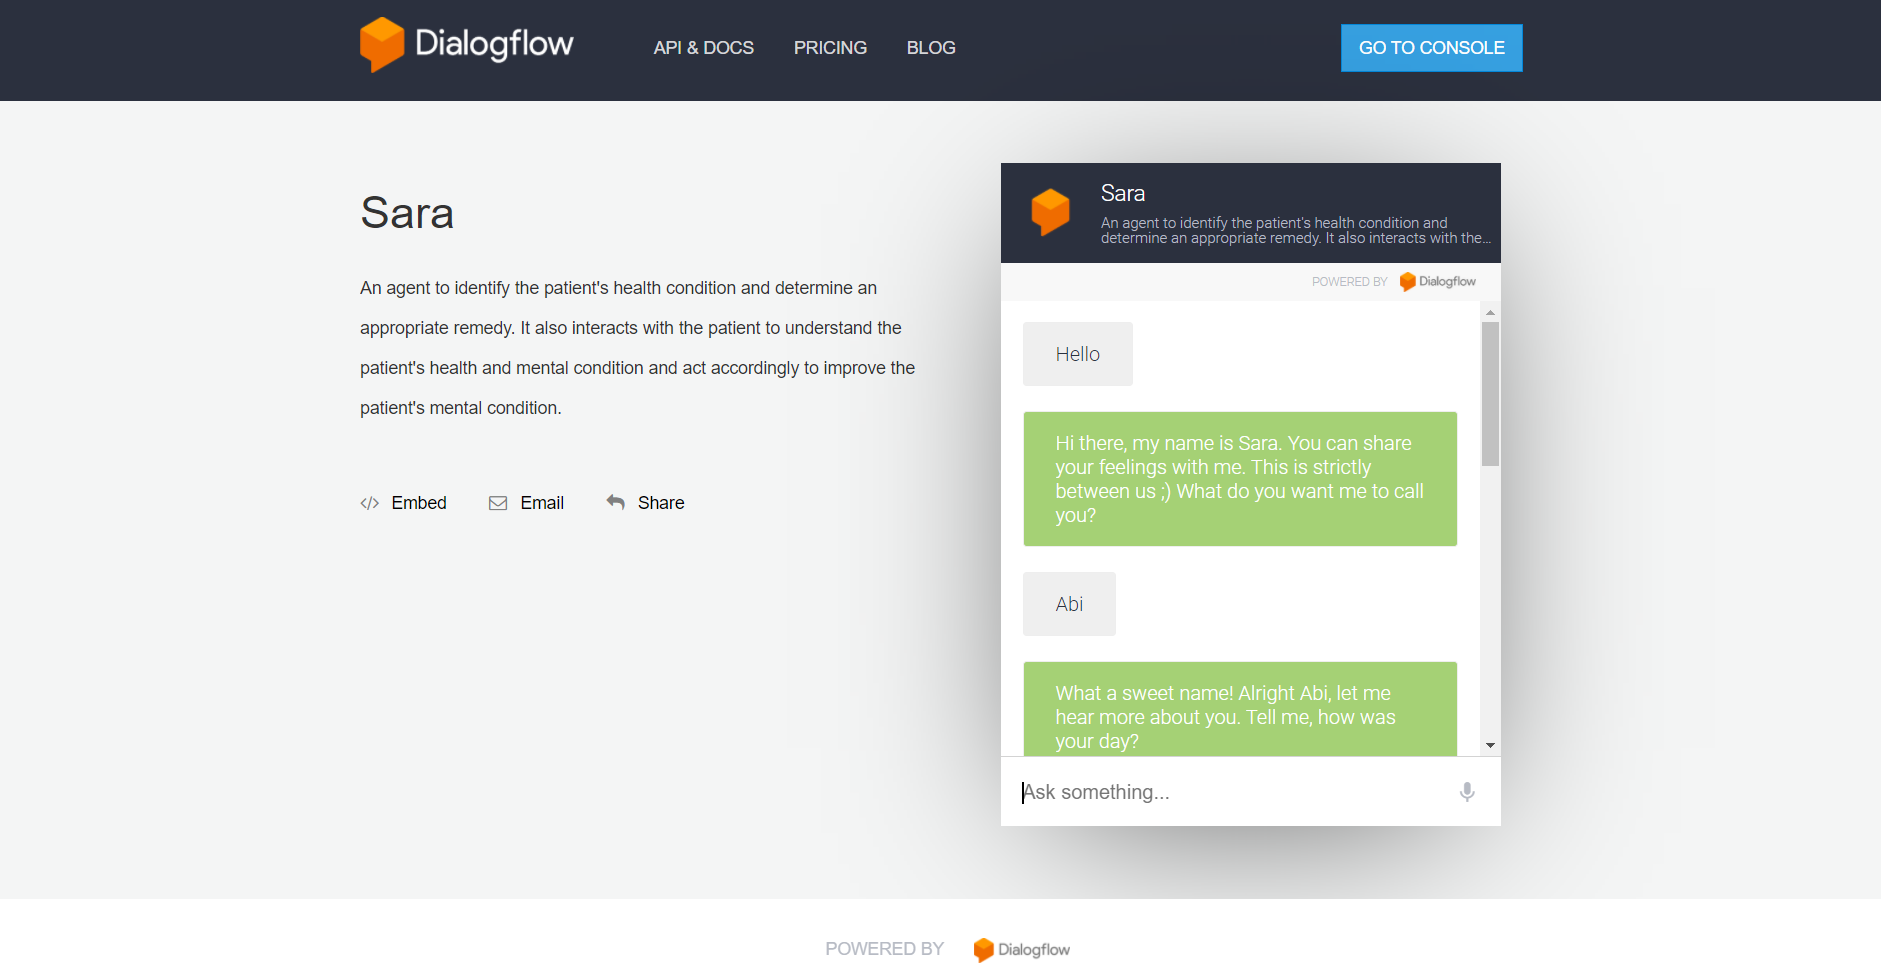 Dialogflow
API & DOCS
PRICING
BLOG
GO TO CONSOLE
Sara
An agent to identify the patient's health condition and determine an
appropriate remedy. It also interacts with the patient to understand the
patient's health and mental condition and act accordingly to improve the
patient's mental condition.
Embed
Email
Share
Sara
An agent to identify the patient's health condition and
determine an appropriate remedy. It also interacts with the...
POWERED BY Dialogflow
Hello
Hi there, my name is Sara. You can share
your feelings with me. This is strictly
between us ;) What do you want me to call
you?
Abi
What a sweet name! Alright Abi, let me
hear more about you. Tell me, how was
your day?
Ask something...
POWERED BY Dialogflow